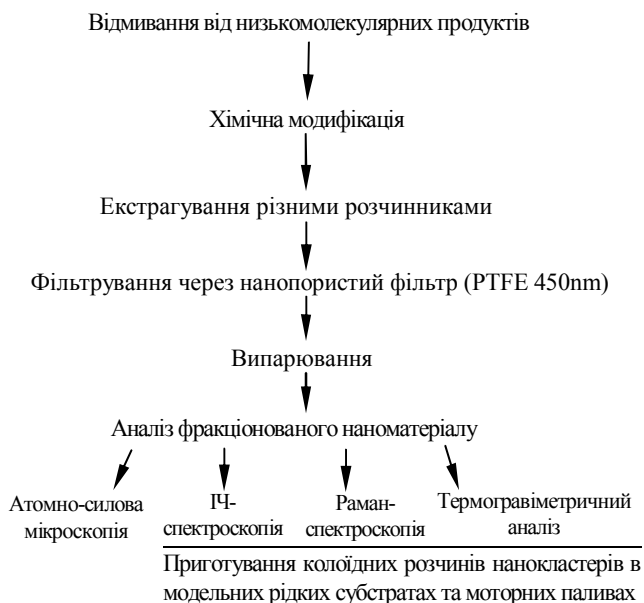 Відмивання від низькомолекулярних продуктів
Хімічна модифікація
Екстрагування різними розчинниками
Фільтрування через нанопористий фільтр (PTFE 450nm)
Випарювання
Аналіз фракціонованого наноматеріалу
Атомно-силова
мікроскопія
ІЧ-
спектроскопія
Раман-
спектроскопія
Термогравіметричний
аналіз
Приготування колоїдних розчинів нанокластерів в
модельних рідких субстратах та моторних паливах